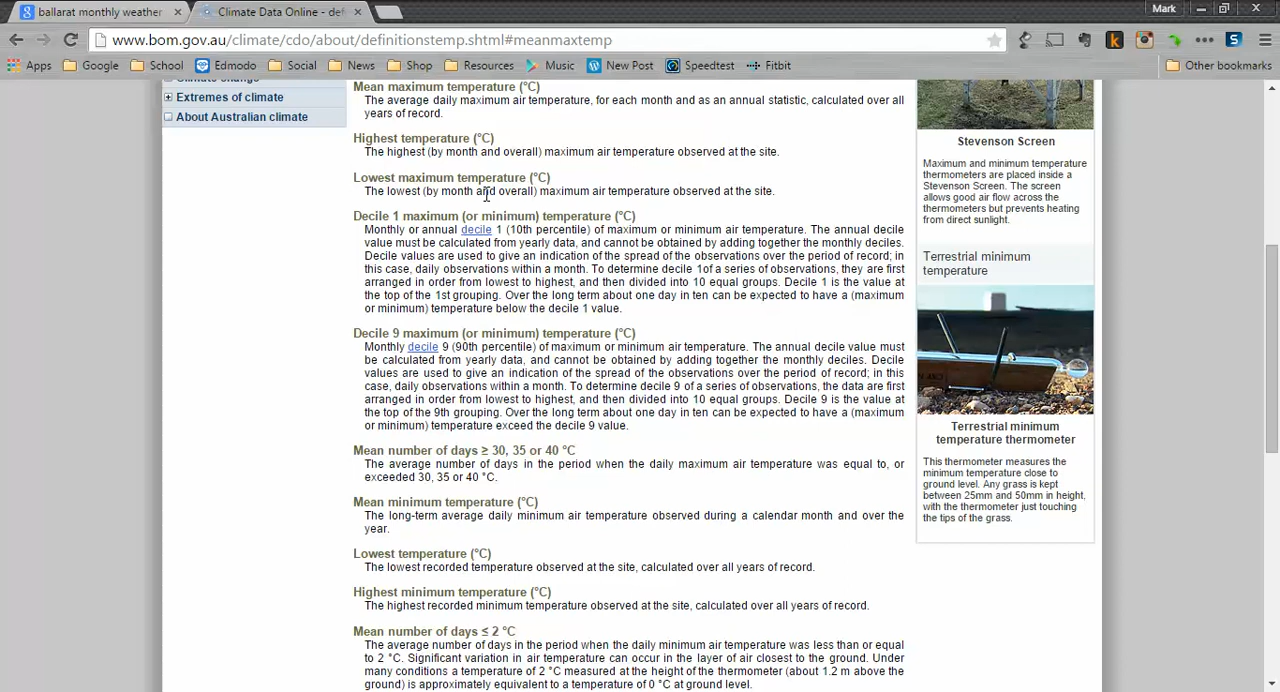 ballarat monthly weather
Climate Data Online - def
Mark
www.bom.gov.au/climate/cdo/about/definitionstemp.shtml#meanmaxtemp
Apps Google School Edmodo Social News Shop Resources Music New Post Speedtest Fitbit Other bookmarks
Extremes of climate
About Australian climate
Mean maximum temperature (°C)
The average daily maximum air temperature, for each month and as an annual statistic, calculated over all
years of record.
Highest temperature (°C)
The highest (by month and overall) maximum air temperature observed at the site.
Lowest maximum temperature (°C)
The lowest (by month and overall) maximum air temperature observed at the site.
Decile 1 maximum (or minimum) temperature (°C)
Monthly or annual decile 1 (10th percentile) of maximum or minimum air temperature. The annual decile
value must be calculated from yearly data, and cannot be obtained by adding together the monthly deciles.
Decile values are used to give an indication of the spread of the observations over the period of record; in
this case, daily observations within a month. To determine decile 1of a series of observations, they are first
arranged in order from lowest to highest, and then divided into 10 equal groups. Decile 1 is the value at
the top of the 1st grouping. Over the long term about one day in ten can be expected to have a (maximum
or minimum) temperature below the decile 1 value.
Decile 9 maximum (or minimum) temperature (°C)
Monthly decile 9 (90th percentile) of maximum or minimum air temperature. The annual decile value must
be calculated from yearly data, and cannot be obtained by adding together the monthly deciles. Decile
values are used to give an indication of the spread of the observations over the period of record; in this
case, daily observations within a month. To determine decile 9 of a series of observations, the data are first
arranged in order from lowest to highest, and then divided into 10 equal groups. Decile 9 is the value at
the top of the 9th grouping. Over the long term about one day in ten can be expected to have a (maximum
or minimum) temperature exceed the decile 9 value.
Mean number of days ≥ 30, 35 or 40 °C
The average number of days in the period when the daily maximum air temperature was equal to, or
exceeded 30, 35 or 40 °C.
Mean minimum temperature (°C)
The long-term average daily minimum air temperature observed during a calendar month and over the
year.
Lowest temperature (°C)
The lowest recorded temperature observed at the site, calculated over all years of record.
Highest minimum temperature (°C)
The highest recorded minimum temperature observed at the site, calculated over all years of record.
Mean number of days ≤ 2 °C
The average number of days in the period when the daily minimum air temperature was less than or equal
to 2 °C. Significant variation in air temperature can occur in the layer of air closest to the ground. Under
many conditions a temperature of 2 °C measured at the height of the thermometer (about 1.2 m above the
ground) is approximately equivalent to a temperature of 0 °C at ground level.
Stevenson Screen
Maximum and minimum temperature
thermometers are placed inside a
Stevenson Screen. The screen
allows good air flow across the
thermometers but prevents heating
from direct sunlight.
Terrestrial minimum
temperature
Terrestrial minimum
temperature thermometer
This thermometer measures the
minimum temperature close to
ground level. Any grass is kept
between 25mm and 50mm in height,
with the thermometer just touching
the tips of the grass.